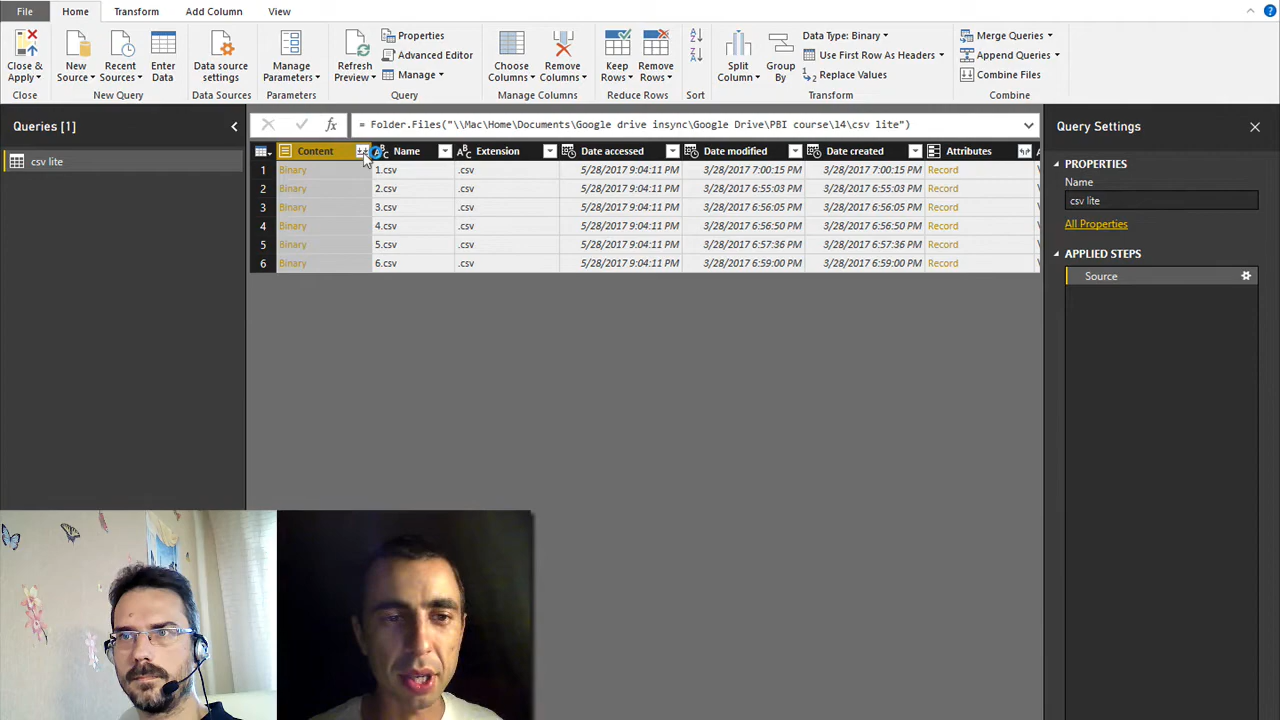 File Home Transform Add Column View
Close & Apply New Source Recent Sources Enter Data Data source settings Manage Parameters Refresh Preview Properties Advanced Editor Manage Choose Columns Remove Columns Keep Rows Remove Rows Split Column Group By Data Type: Binary Use First Row As Headers Replace Values Merge Queries Append Queries Combine Files
Close New Query Data Sources Parameters Query Manage Columns Reduce Rows Sort Transform Combine
Queries [1]
csv lite
= Folder.Files("\\Mac\Home\Documents\Google drive insync\Google Drive\PBI course\l4\csv lite")
Content Name Extension Date accessed Date modified Date created Attributes
1 Binary 1.csv .csv 5/28/2017 9:04:11 PM 3/28/2017 7:00:15 PM 3/28/2017 7:00:15 PM Record
2 Binary 2.csv .csv 5/28/2017 9:04:11 PM 3/28/2017 6:55:03 PM 3/28/2017 6:55:03 PM Record
3 Binary 3.csv .csv 5/28/2017 9:04:11 PM 3/28/2017 6:56:05 PM 3/28/2017 6:56:05 PM Record
4 Binary 4.csv .csv 5/28/2017 9:04:11 PM 3/28/2017 6:56:50 PM 3/28/2017 6:56:50 PM Record
5 Binary 5.csv .csv 5/28/2017 9:04:11 PM 3/28/2017 6:57:36 PM 3/28/2017 6:57:36 PM Record
6 Binary 6.csv .csv 5/28/2017 9:04:11 PM 3/28/2017 6:59:00 PM 3/28/2017 6:59:00 PM Record
Query Settings
PROPERTIES
Name
csv lite
All Properties
APPLIED STEPS
Source